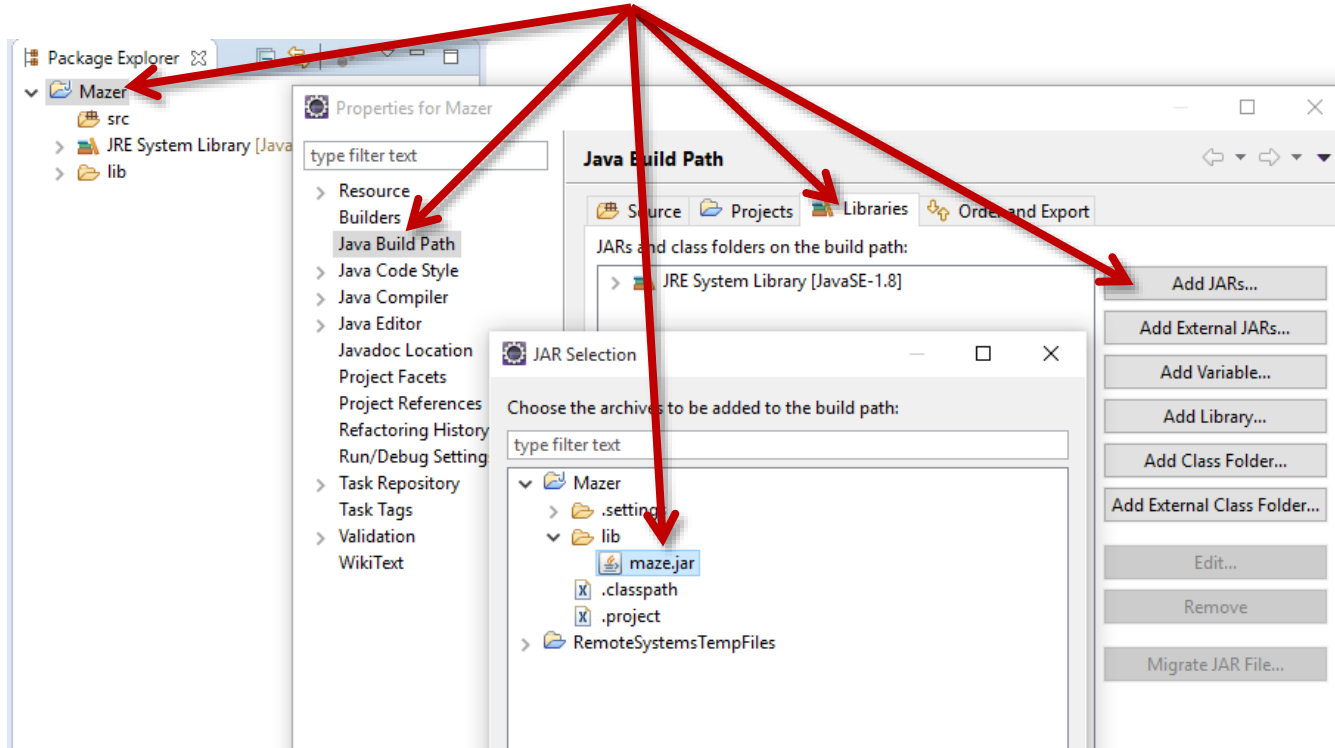 Package Explorer
Mazer
src
JRE System Library [Java
lib
Properties for Mazer
type filter text
Resource
Builders
Java Build Path
Java Code Style
Java Compiler
Java Editor
Javadoc Location
Project Facets
Project References
Refactoring History
Run/Debug Setting
Task Repository
Task Tags
Validation
WikiText
Java Build Path
Source
Projects
Libraries
Order and Export
JARs and class folders on the build path:
JRE System Library [JavaSE-1.8]
Add JARs...
Add External JARs...
Add Variable...
Add Library...
Add Class Folder...
Add External Class Folder...
Edit...
Remove
Migrate JAR File...
JAR Selection
Choose the archives to be added to the build path:
type filter text
Mazer
.settings
lib
maze.jar
.classpath
.project
RemoteSystemsTempFiles